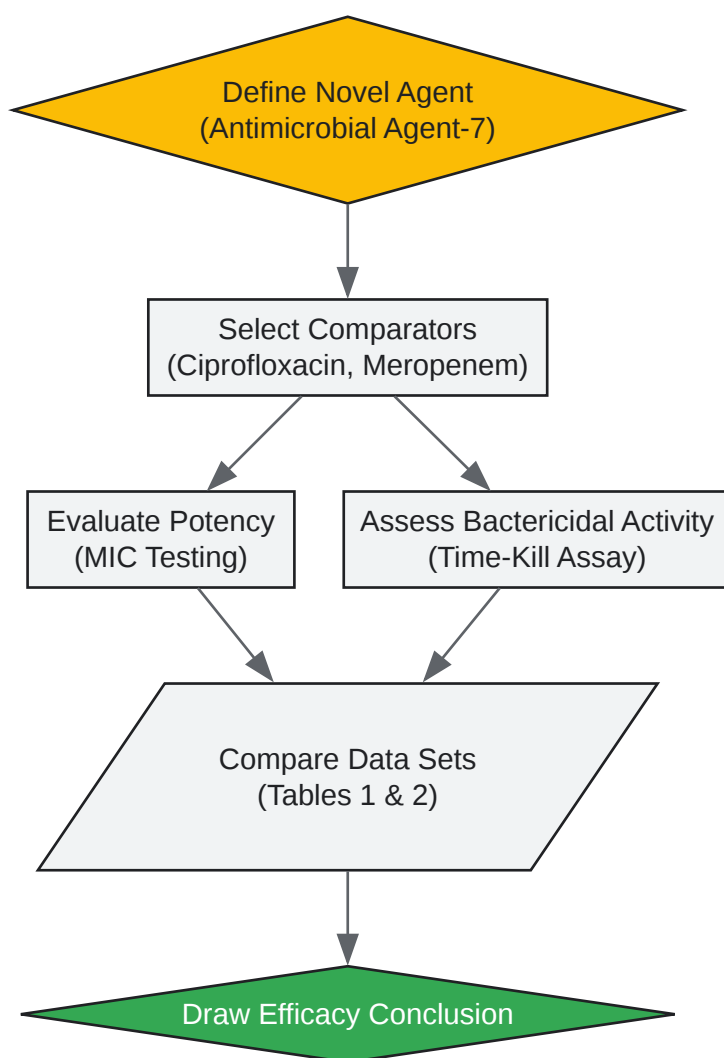 Define Novel Agent
(Antimicrobial Agent-7)
Select Comparators
(Ciprofloxacin, Meropenem)
Evaluate Potency
(MIC Testing)
Assess Bactericidal Activity
(Time-Kill Assay)
Compare Data Sets
(Tables 1 & 2)
Draw Efficacy Conclusion